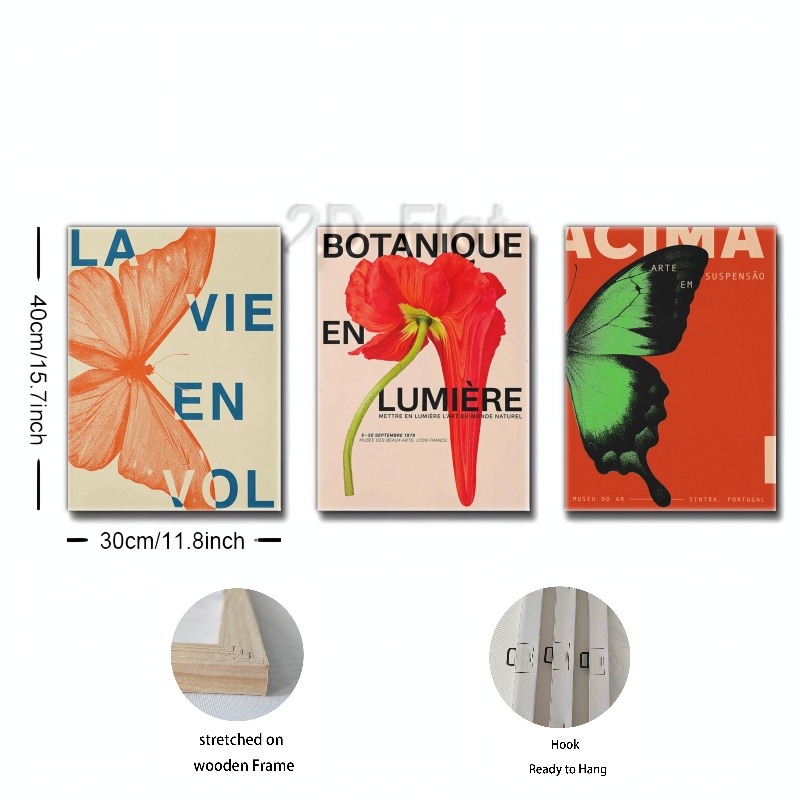 2D Flat
LA
VIE
EN
VOL
BOTANIQUE
EN
LUMIÈRE
METTRE EN LUMIÈRE L'ART DU MONDE NATUREL
5–30 SEPTEMBRE 1979
MUSÉE DES BEAUX-ARTS, LYON FRANCE
ACIMA
ARTE
EM
SUSPENSÃO
MUSEU DO AR
SINTRA, PORTUGAL
40cm/15.7inch
30cm/11.8inch
stretched on
wooden Frame
Hook
Ready to Hang